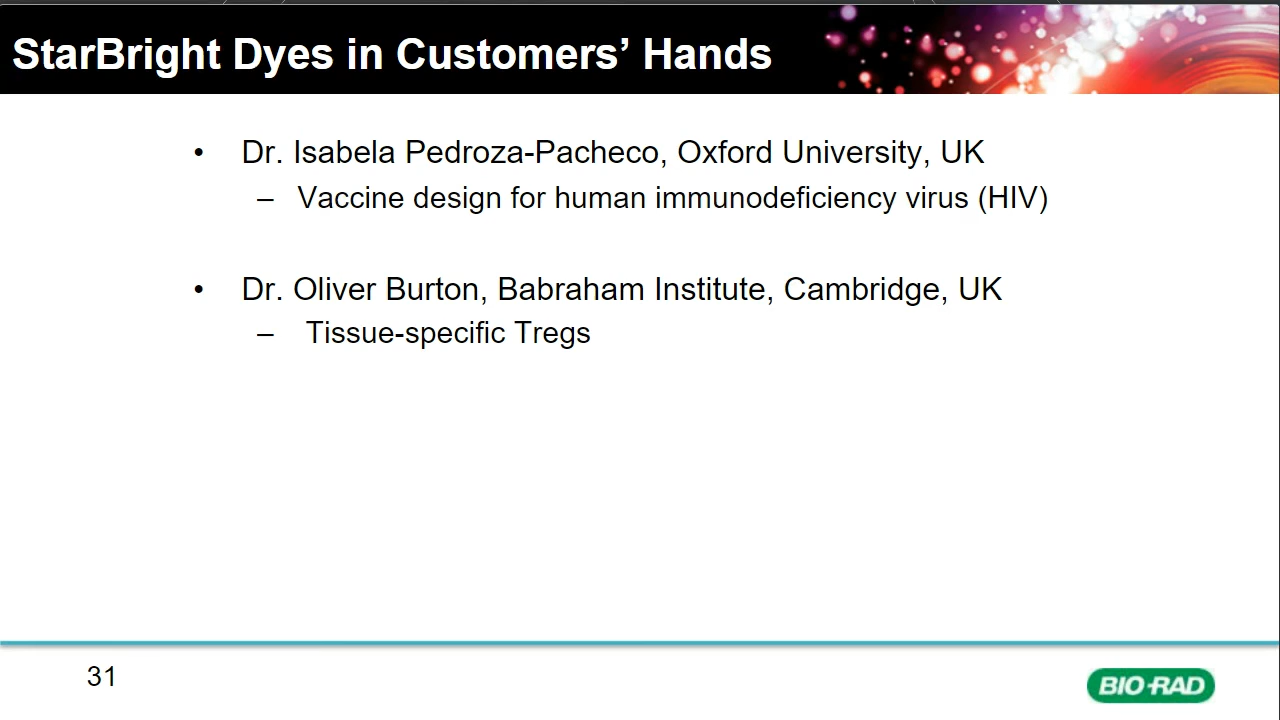 StarBright Dyes in Customers’ Hands
• Dr. Isabela Pedroza-Pacheco, Oxford University, UK
– Vaccine design for human immunodeficiency virus (HIV)
• Dr. Oliver Burton, Babraham Institute, Cambridge, UK
– Tissue-specific Tregs
31
BIO-RAD